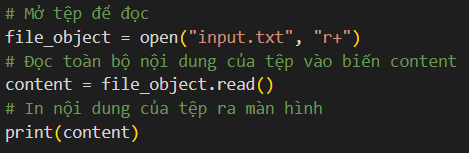 # Mở tệp để đọc
file_object = open("input.txt", "r+")
# Đọc toàn bộ nội dung của tệp vào biến content
content = file_object.read()
# In nội dung của tệp ra màn hình
print(content)